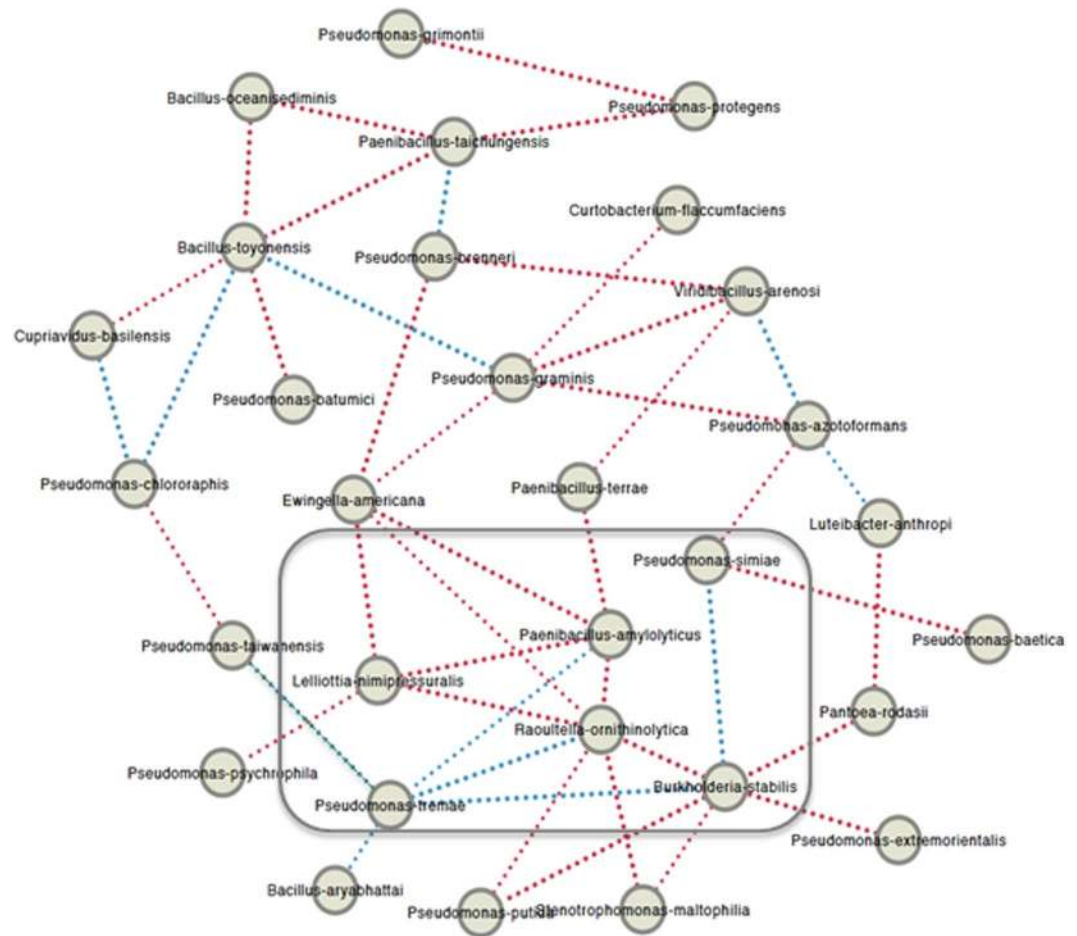 Pseudomonas-grimontii
Bacillus-oceanisediminis
Pseudomonas-protegens
Paenibacillus-taichungensis
Curtobacterium-flaccumfaciens
Bacillus-toyonensis
Pseudomonas-brenneri
Viridibacillus-arenosi
Cupriavidus-basilensis
Pseudomonas-graminis
Pseudomonas-batumici
Pseudomonas-azotoformans
Pseudomonas-chlororaphis
Ewingella-americana
Paenibacillus-terrae
Luteibacter-anthropi
Pseudomonas-simiae
Pseudomonas-taiwanensis
Paenibacillus-amylolyticus
Pseudomonas-baetica
Lelliottia-nimipressuralis
Pantoea-rodasii
Raoultella-ornithinolytica
Pseudomonas-psychrophila
Burkholderia-stabilis
Pseudomonas-tremae
Pseudomonas-extremorientalis
Bacillus-aryabhattai
Pseudomonas-putida
Stenotrophomonas-maltophilia